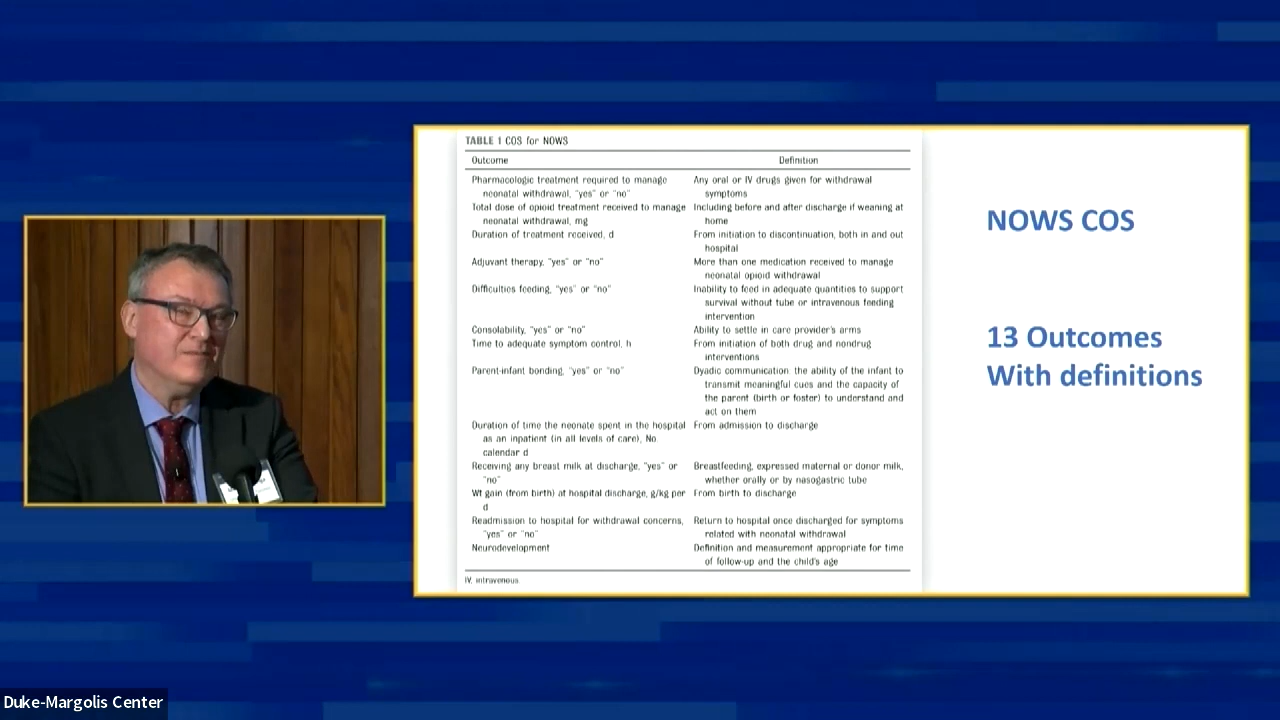 TABLE 1 COS for NOWS
Outcome Definition
Pharmacologic treatment required to manage Any oral or IV drugs given for withdrawal
neonatal withdrawal, "yes" or "no" symptoms
Total dose of opioid treatment received to manage Including before and after discharge if weaning at
neonatal withdrawal, mg home
Duration of treatment received, d From initiation to discontinuation, both in and out
hospital
Adjuvant therapy, "yes" or "no" More than one medication received to manage
neonatal opioid withdrawal
Difficulties feeding, "yes" or "no" Inability to feed in adequate quantities to support
survival without tube or intravenous feeding
intervention
Consolability, "yes" or "no" Ability to settle in care provider's arms
Time to adequate symptom control, h From initiation of both drug and nondrug
interventions
Parent-infant bonding, "yes" or "no" Dyadic communication: the ability of the infant to
transmit meaningful cues and the capacity of
the parent (birth or foster) to understand and
act on them
Duration of time the neonate spent in the hospital From admission to discharge
as an inpatient (in all levels of care), No.
calendar d
Receiving any breast milk at discharge, "yes" or Breastfeeding, expressed maternal or donor milk,
"no" whether orally or by nasogastric tube
Wt gain (from birth) at hospital discharge, g/kg per From birth to discharge
d
Readmission to hospital for withdrawal concerns, Return to hospital once discharged for symptoms
"yes" or "no" related with neonatal withdrawal
Neurodevelopment Definition and measurement appropriate for time
of follow-up and the child's age
IV, intravenous.
NOWS COS
13 Outcomes
With definitions
Duke-Margolis Center